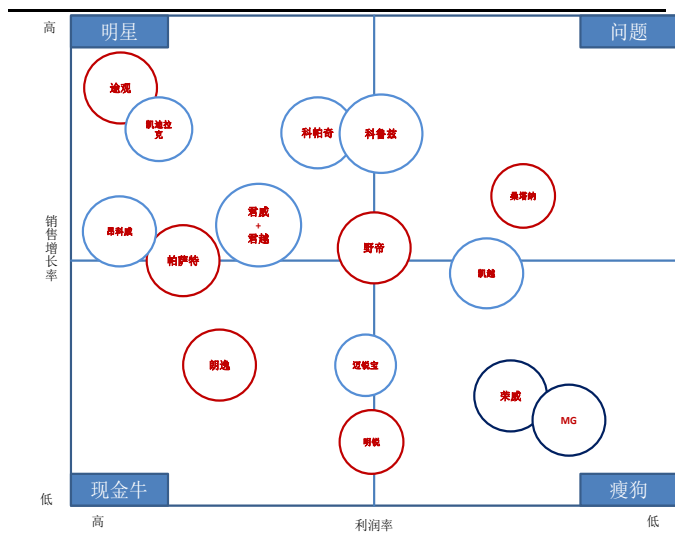 高
明星
问题
途观
凯迪拉
克
科帕奇
科鲁兹
桑塔纳
销售增长率
昂科威
君威
+
君越
帕萨特
野帝
凯越
朗逸
迈锐宝
荣威
MG
明锐
现金牛
瘦狗
低
高
利润率
低